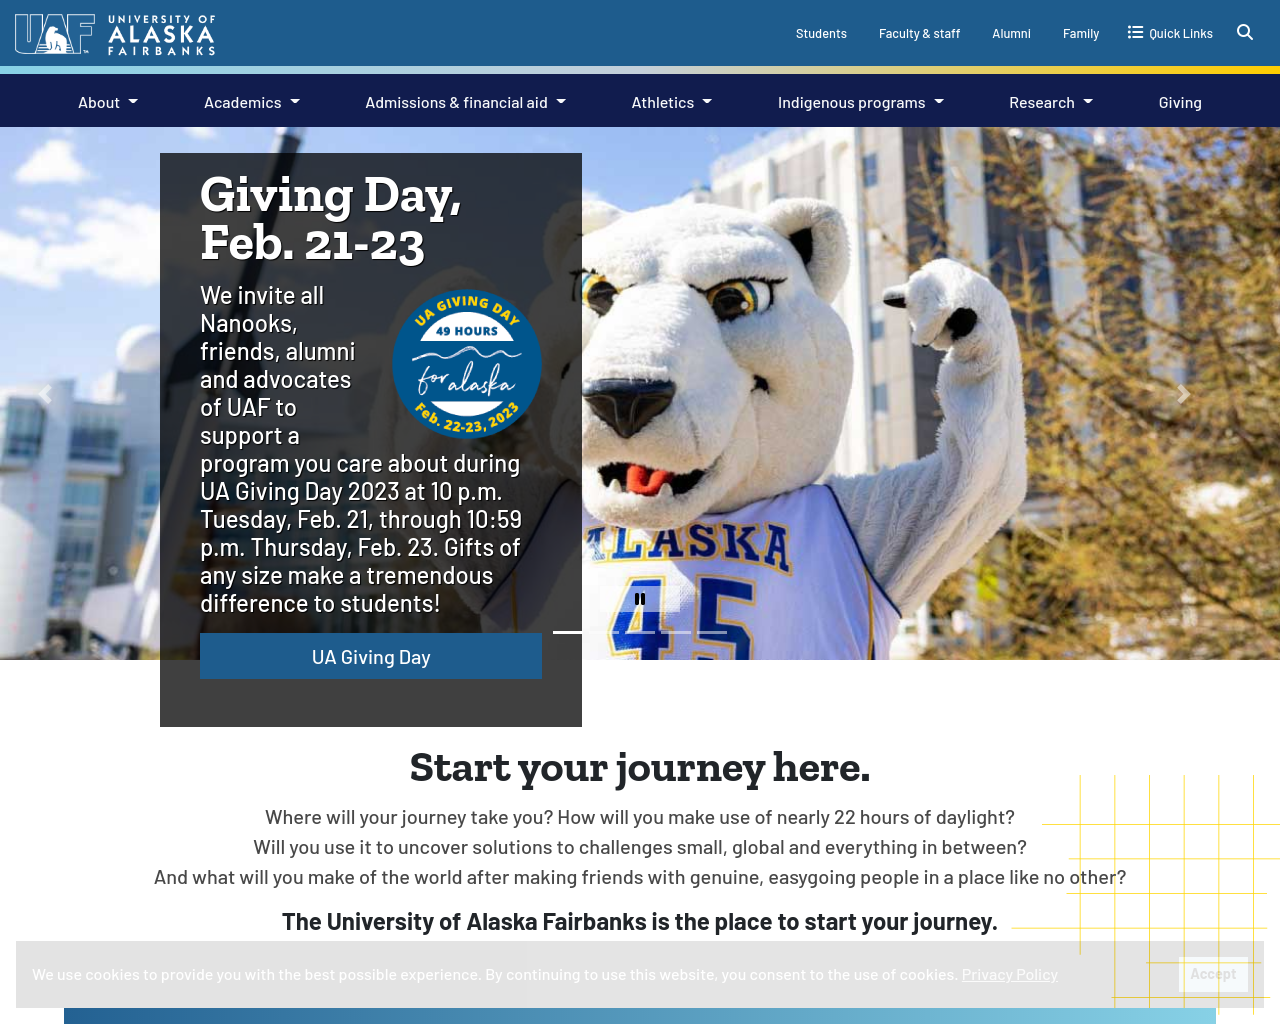 UAF
UNIVERSITY OF
ALASKA
FAIRBANKS
Students
Faculty & staff
Alumni
Family
Quick Links
About
Academics
Admissions & financial aid
Athletics
Indigenous programs
Research
Giving
Giving Day,
Feb. 21-23
We invite all
Nanooks,
friends, alumni
and advocates
of UAF to
support a
program you care about during
UA Giving Day 2023 at 10 p.m.
Tuesday, Feb. 21, through 10:59
p.m. Thursday, Feb. 23. Gifts of
any size make a tremendous
difference to students!
UA GIVING DAY
49 HOURS
for alaska
Feb. 22-23, 2023
UA Giving Day
ALASKA
45
Start your journey here.
Where will your journey take you? How will you make use of nearly 22 hours of daylight?
Will you use it to uncover solutions to challenges small, global and everything in between?
And what will you make of the world after making friends with genuine, easygoing people in a place like no other?
The University of Alaska Fairbanks is the place to start your journey.
We use cookies to provide you with the best possible experience. By continuing to use this website, you consent to the use of cookies. Privacy Policy
Accept